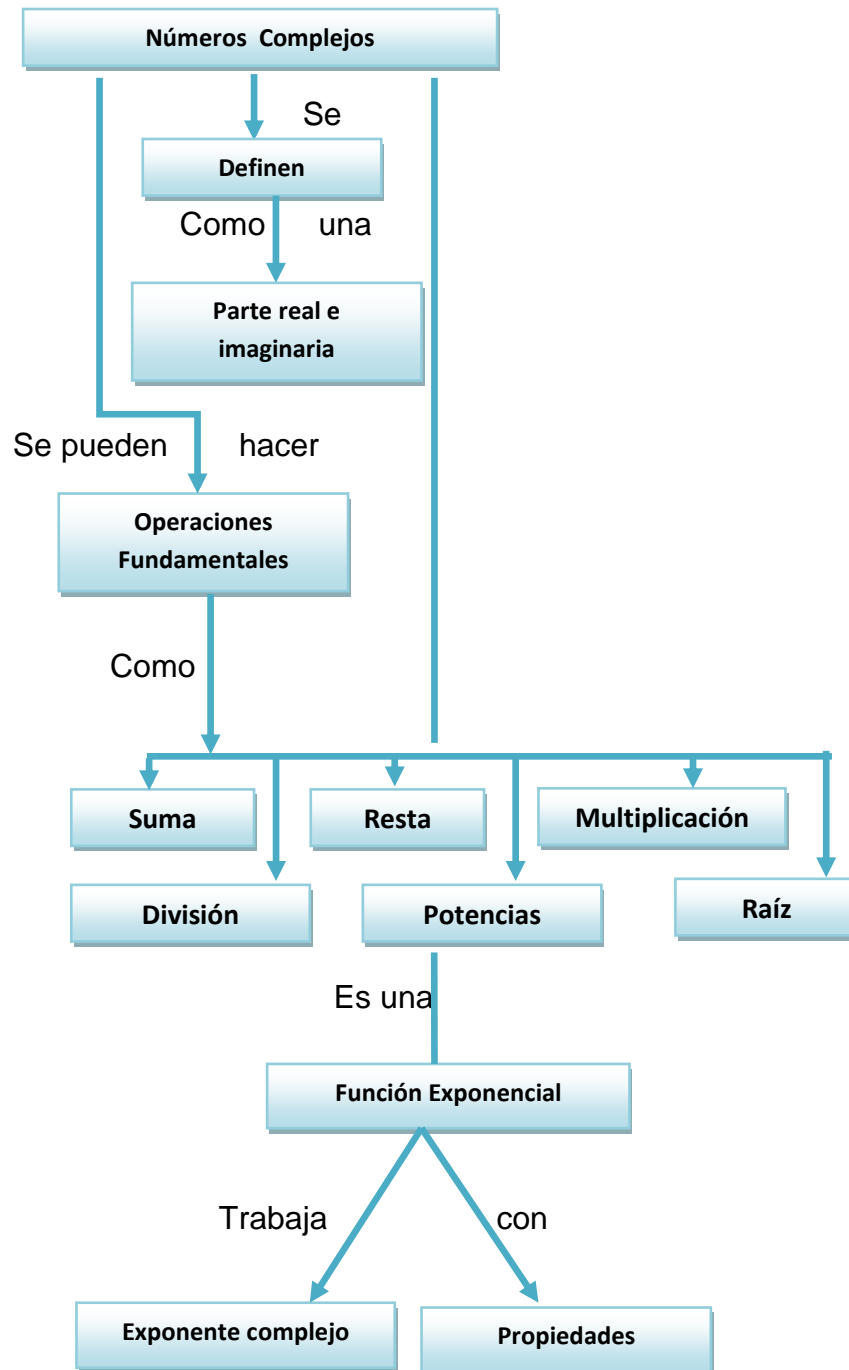 Números Complejos
Se
Definen
Como una
Parte real e
imaginaria
Se pueden hacer
Operaciones
Fundamentales
Como
Suma
Resta
Multiplicación
División
Potencias
Raíz
Es una
Función Exponencial
Trabaja con
Exponente complejo
Propiedades